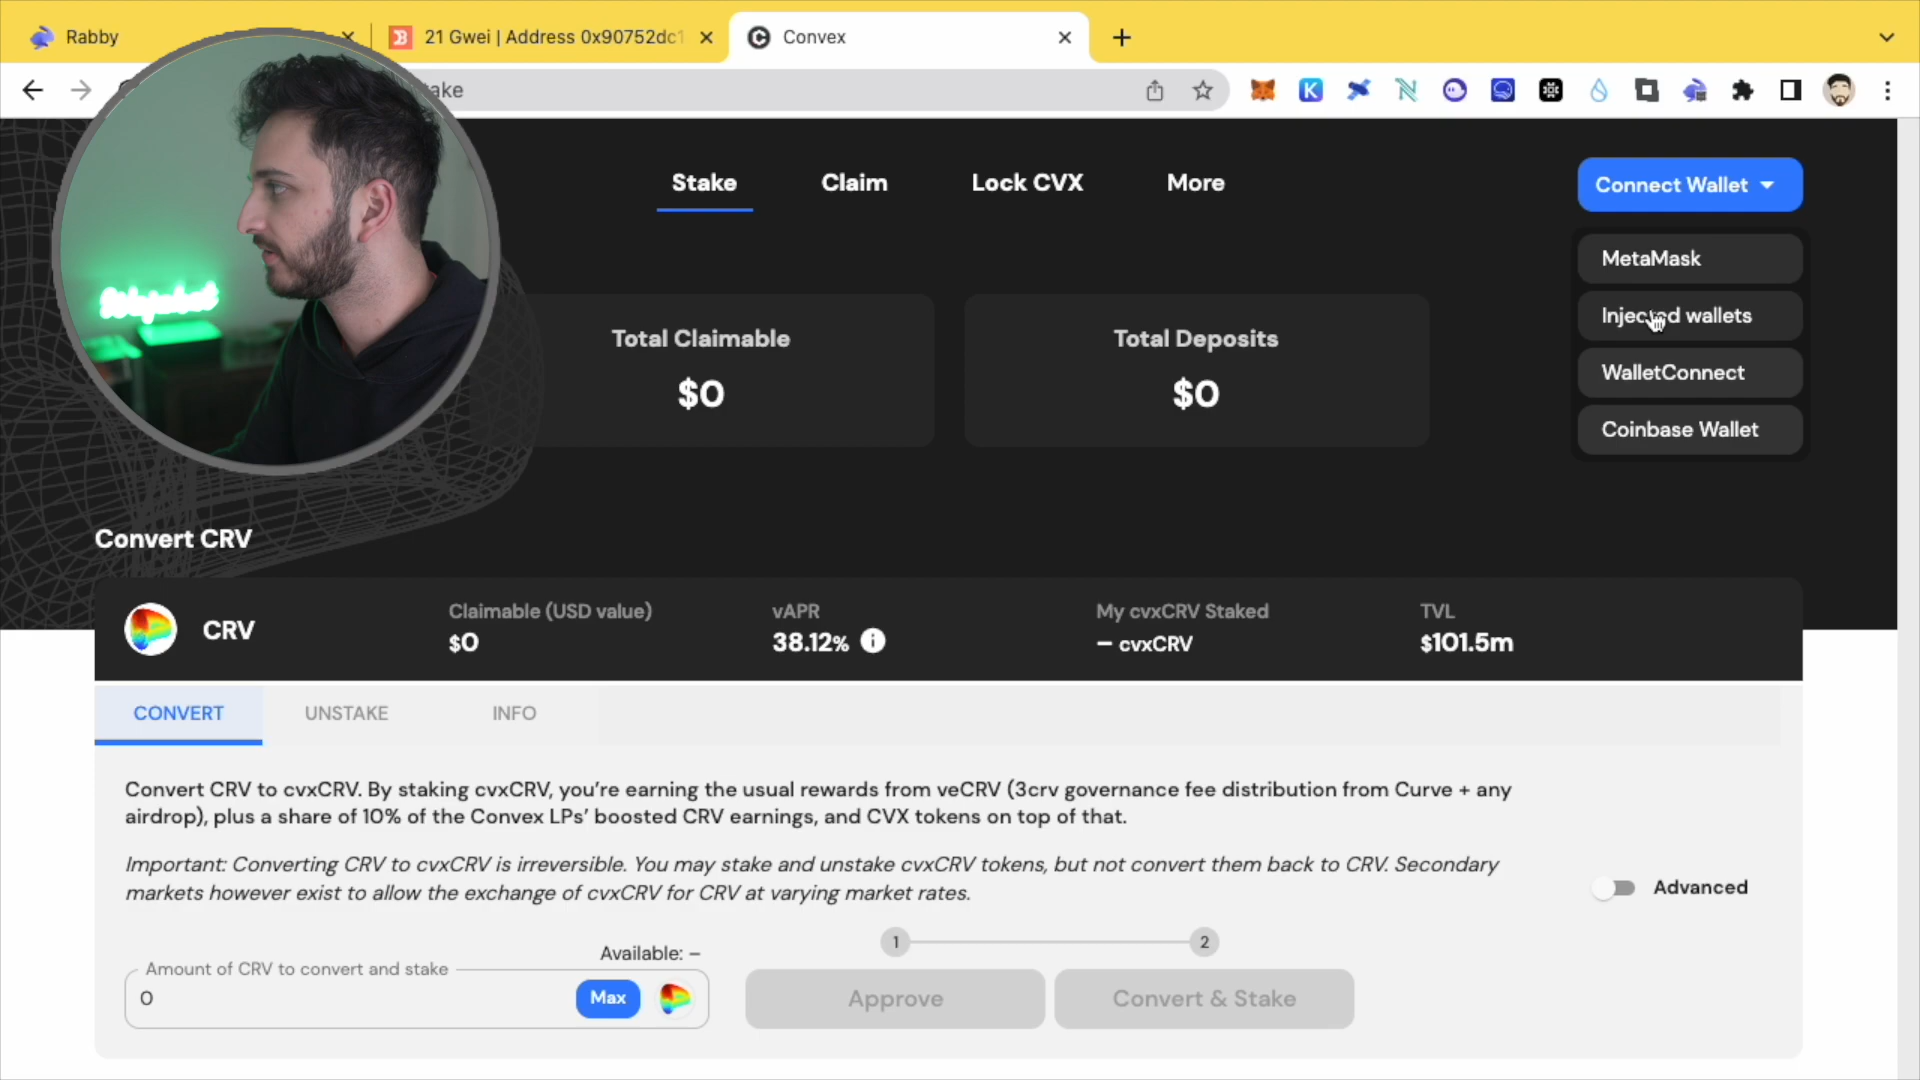 Rabby
21 Gwei | Address 0x90752dc1
Convex
ake
Stake
Claim
Lock CVX
More
Connect Wallet
MetaMask
Injected wallets
WalletConnect
Coinbase Wallet
Total Claimable
$0
Total Deposits
$0
Convert CRV
CRV
Claimable (USD value)
$0
vAPR
38.12%
My cvxCRV Staked
– cvxCRV
TVL
$101.5m
CONVERT
UNSTAKE
INFO
Convert CRV to cvxCRV. By staking cvxCRV, you're earning the usual rewards from veCRV (3crv governance fee distribution from Curve + any
airdrop), plus a share of 10% of the Convex LPs' boosted CRV earnings, and CVX tokens on top of that.
Important: Converting CRV to cvxCRV is irreversible. You may stake and unstake cvxCRV tokens, but not convert them back to CRV. Secondary
markets however exist to allow the exchange of cvxCRV for CRV at varying market rates.
Advanced
Available: –
Amount of CRV to convert and stake
0
Max
1
2
Approve
Convert & Stake